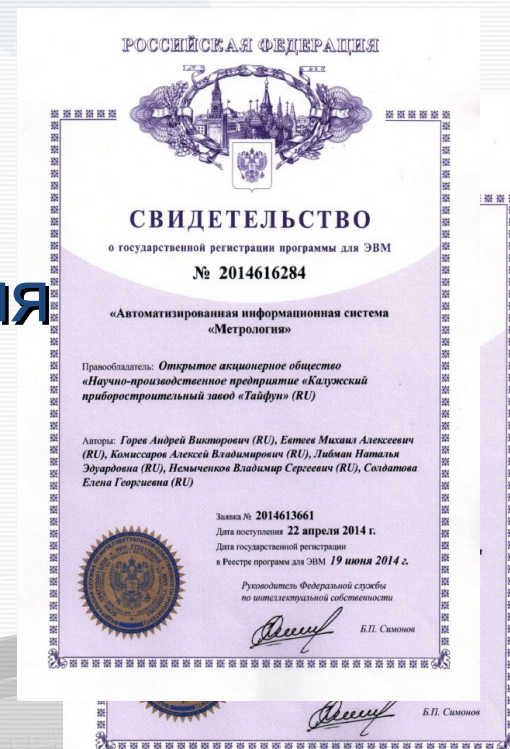 РОССИЙСКАЯ ФЕДЕРАЦИЯ
СВИДЕТЕЛЬСТВО
о государственной регистрации программы для ЭВМ
№ 2014616284
«Автоматизированная информационная система
«Метрология»
Правообладатель: Открытое акционерное общество
«Научно-производственное предприятие «Калужский
приборостроительный завод «Тайфун» (RU)
Авторы: Горев Андрей Викторович (RU), Евтеев Михаил Алексеевич
(RU), Комиссаров Алексей Владимирович (RU), Либман Наталья
Эдуардовна (RU), Немыченков Владимир Сергеевич (RU), Солдатова
Елена Георгиевна (RU)
Заявка № 2014613661
Дата поступления 22 апреля 2014 г.
Дата государственной регистрации
в Реестре программ для ЭВМ 19 июня 2014 г.
Руководитель Федеральной службы
по интеллектуальной собственности
Б.П. Симонов
Б.П. Симонов
ИЯ